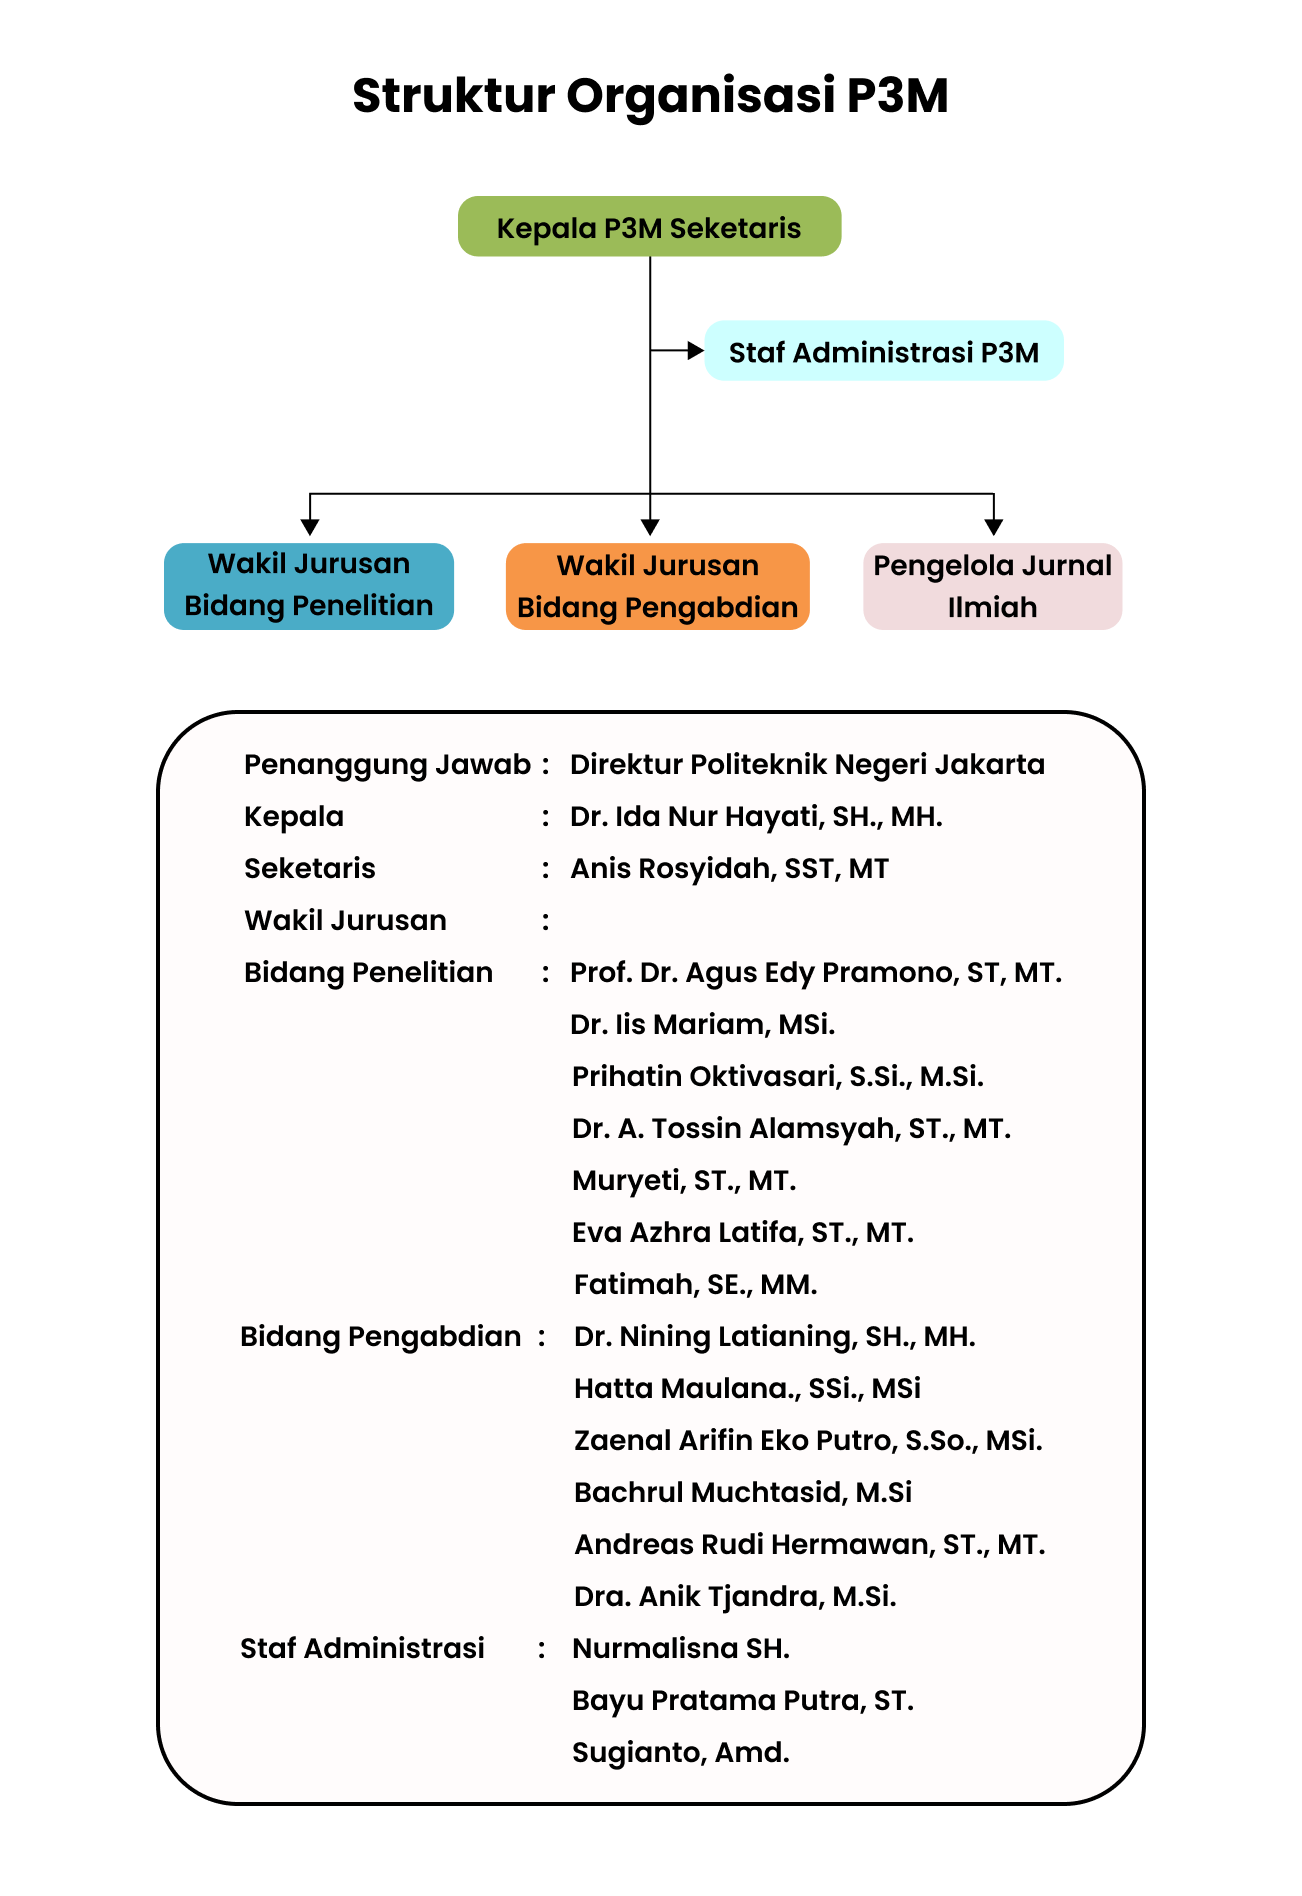 Struktur Organisasi P3M
Kepala P3M Seketaris
Staf Administrasi P3M
Wakil Jurusan
Bidang Penelitian
Wakil Jurusan
Bidang Pengabdian
Pengelola Jurnal
Ilmiah
Penanggung Jawab : Direktur Politeknik Negeri Jakarta
Kepala : Dr. Ida Nur Hayati, SH., MH.
Seketaris : Anis Rosyidah, SST, MT
Wakil Jurusan :
Bidang Penelitian : Prof. Dr. Agus Edy Pramono, ST, MT.
Dr. Iis Mariam, MSi.
Prihatin Oktivasari, S.Si., M.Si.
Dr. A. Tossin Alamsyah, ST., MT.
Muryeti, ST., MT.
Eva Azhra Latifa, ST., MT.
Fatimah, SE., MM.
Bidang Pengabdian : Dr. Nining Latianing, SH., MH.
Hatta Maulana., SSi., MSi
Zaenal Arifin Eko Putro, S.So., MSi.
Bachrul Muchtasid, M.Si
Andreas Rudi Hermawan, ST., MT.
Dra. Anik Tjandra, M.Si.
Staf Administrasi : Nurmalisna SH.
Bayu Pratama Putra, ST.
Sugianto, Amd.